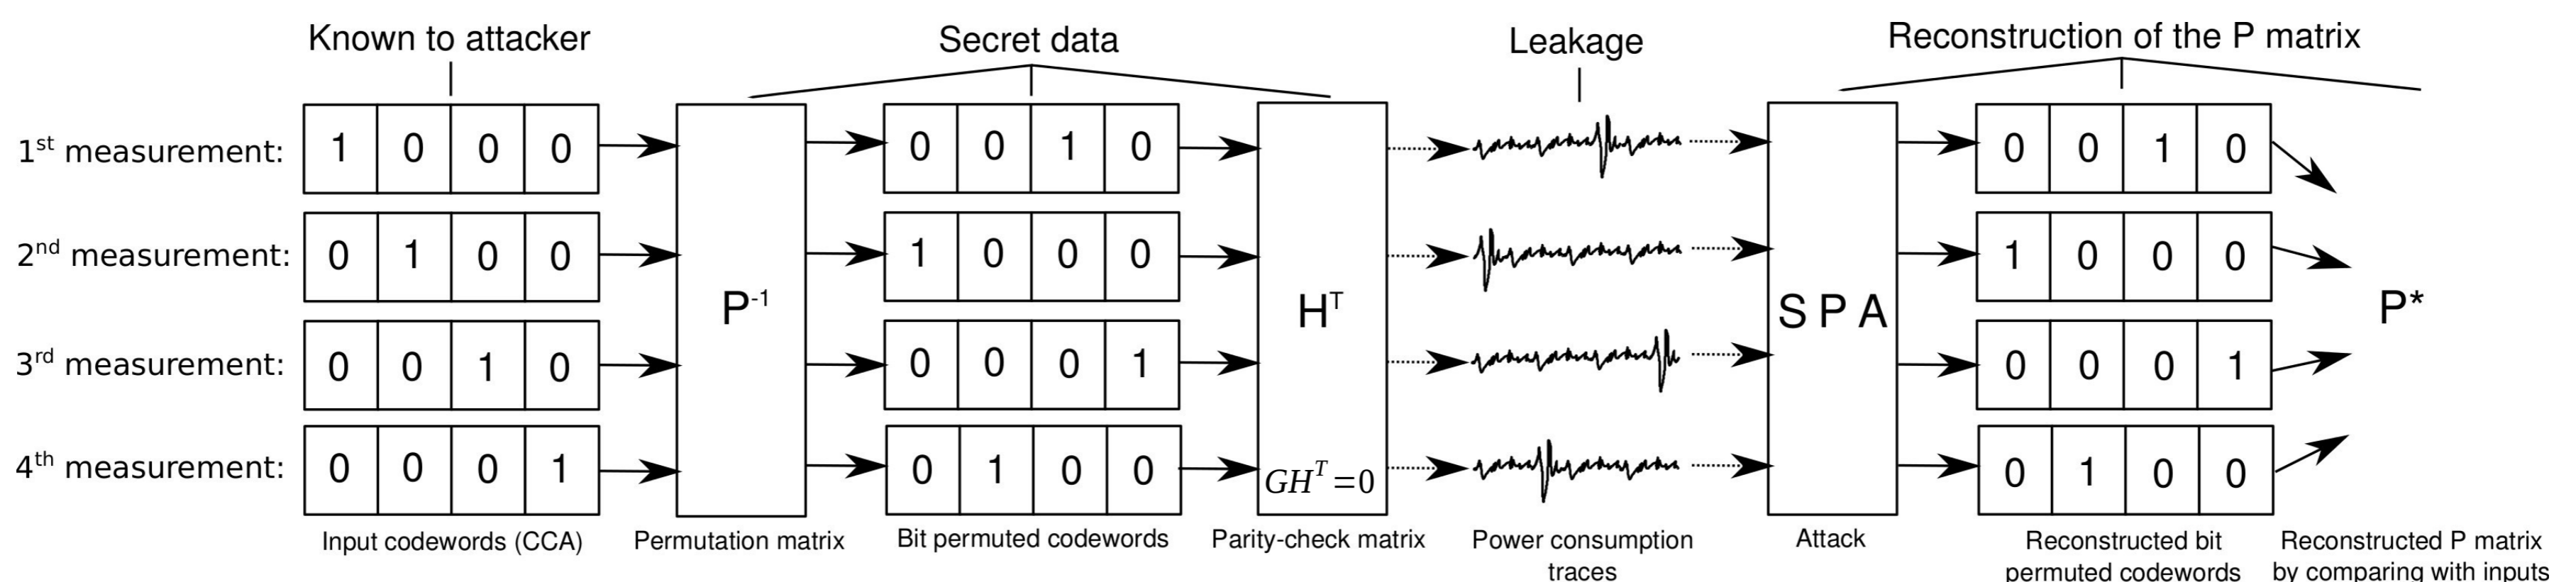 Known to attacker
Secret data
Leakage
Reconstruction of the P matrix
1st measurement: 1 0 0 0 0 0 1 0 0 0 1 0
2nd measurement: 0 1 0 0 1 0 0 0 1 0 0 0
P-1
HT
S P A
P*
3rd measurement: 0 0 1 0 0 0 0 1 0 0 0 1
4th measurement: 0 0 0 1 0 1 0 0 0 1 0 0
GHT=0
Input codewords (CCA)
Permutation matrix
Bit permuted codewords
Parity-check matrix
Power consumption
traces
Attack
Reconstructed bit
permuted codewords
Reconstructed P matrix
by comparing with inputs